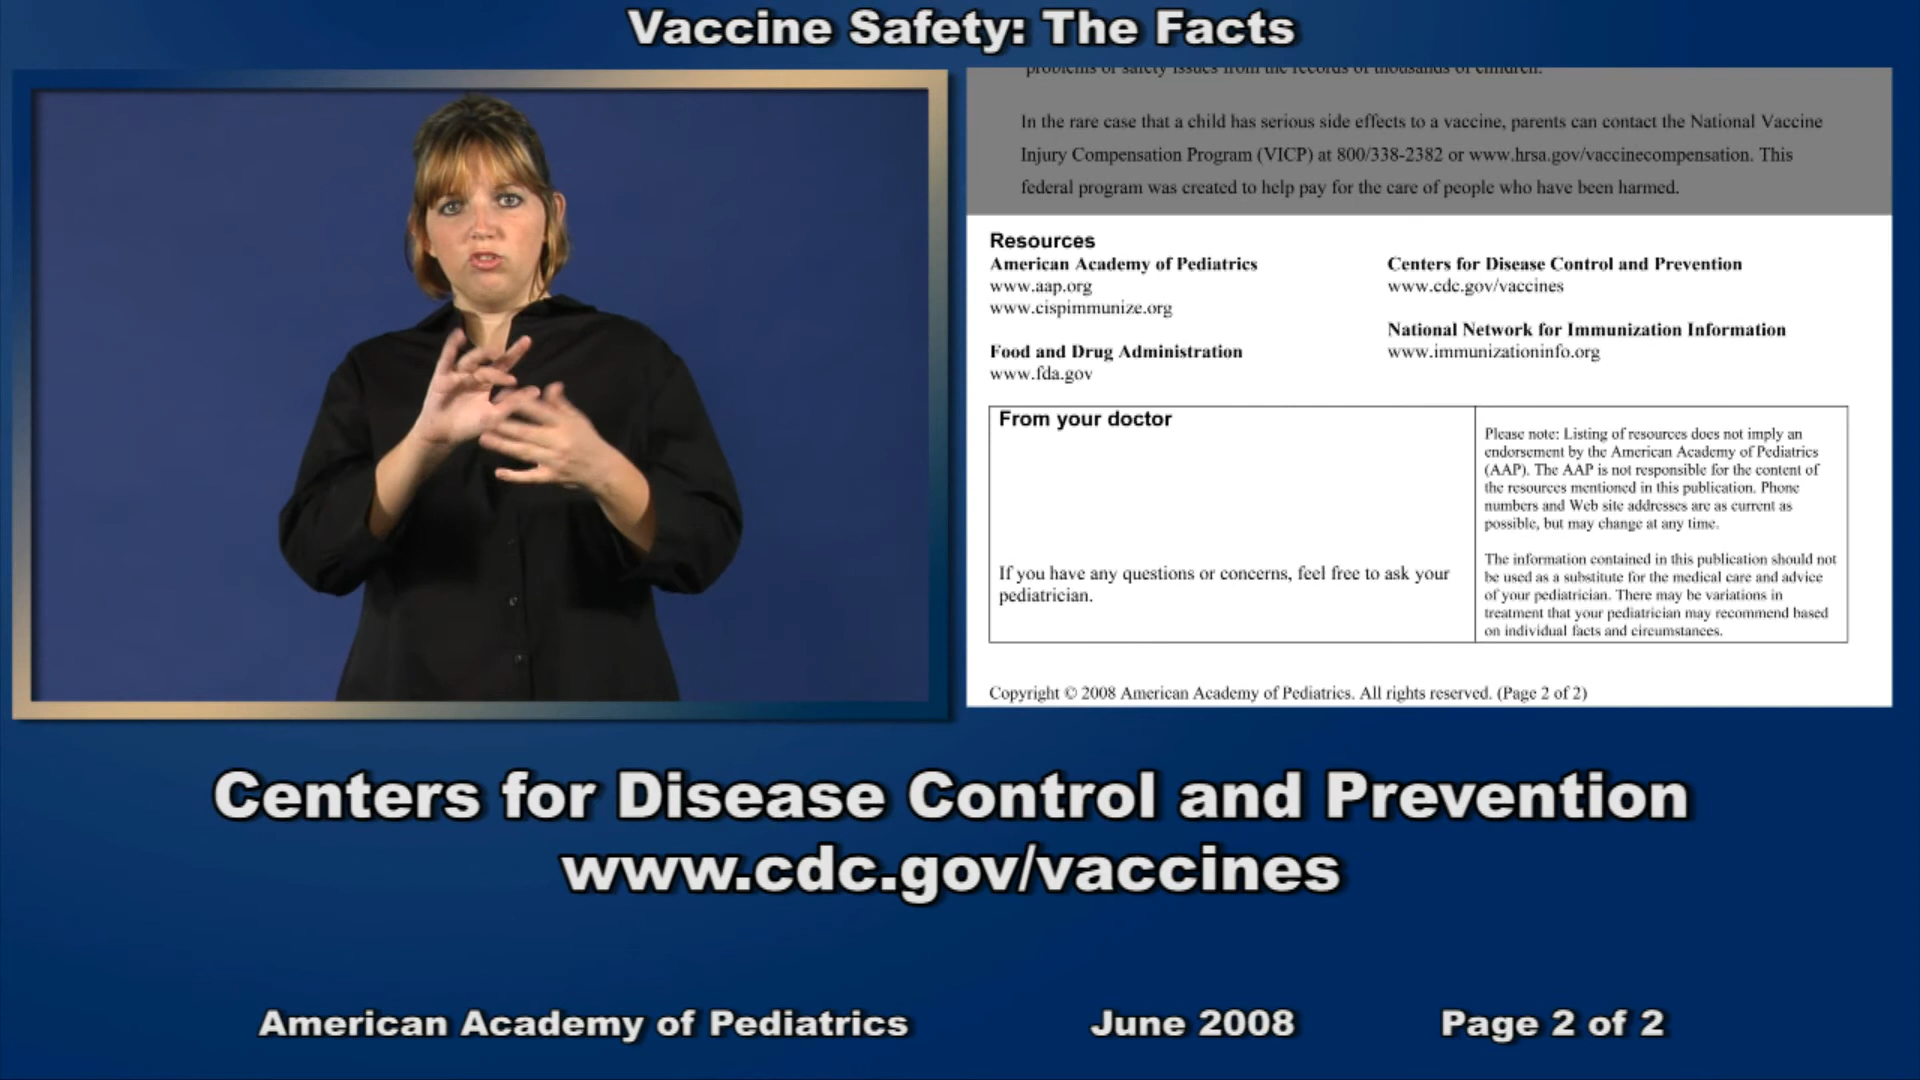 Vaccine Safety: The Facts
problems or safety issues from the records of thousands of children.
In the rare case that a child has serious side effects to a vaccine, parents can contact the National Vaccine
Injury Compensation Program (VICP) at 800/338-2382 or www.hrsa.gov/vaccinecompensation. This
federal program was created to help pay for the care of people who have been harmed.
Resources
American Academy of Pediatrics
www.aap.org
www.cispimmunize.org
Food and Drug Administration
www.fda.gov
Centers for Disease Control and Prevention
www.cdc.gov/vaccines
National Network for Immunization Information
www.immunizationinfo.org
From your doctor
If you have any questions or concerns, feel free to ask your
pediatrician.
Please note: Listing of resources does not imply an
endorsement by the American Academy of Pediatrics
(AAP). The AAP is not responsible for the content of
the resources mentioned in this publication. Phone
numbers and Web site addresses are as current as
possible, but may change at any time.
The information contained in this publication should not
be used as a substitute for the medical care and advice
of your pediatrician. There may be variations in
treatment that your pediatrician may recommend based
on individual facts and circumstances.
Copyright © 2008 American Academy of Pediatrics. All rights reserved. (Page 2 of 2)
Centers for Disease Control and Prevention
www.cdc.gov/vaccines
American Academy of Pediatrics June 2008 Page 2 of 2